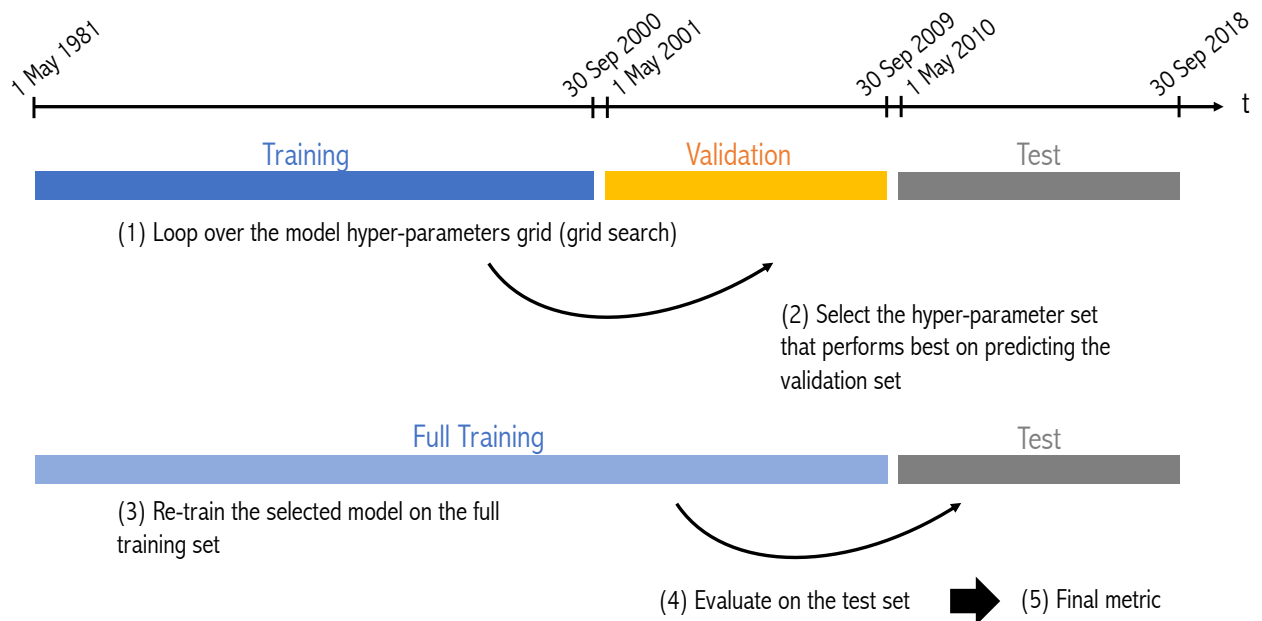 1 May 1981
30 Sep 2000
1 May 2001
30 Sep 2009
1 May 2010
30 Sep 2018
t
Training
Validation
Test
(1) Loop over the model hyper-parameters grid (grid search)
(2) Select the hyper-parameter set
that performs best on predicting the
validation set
Full Training
Test
(3) Re-train the selected model on the full
training set
(4) Evaluate on the test set
(5) Final metric